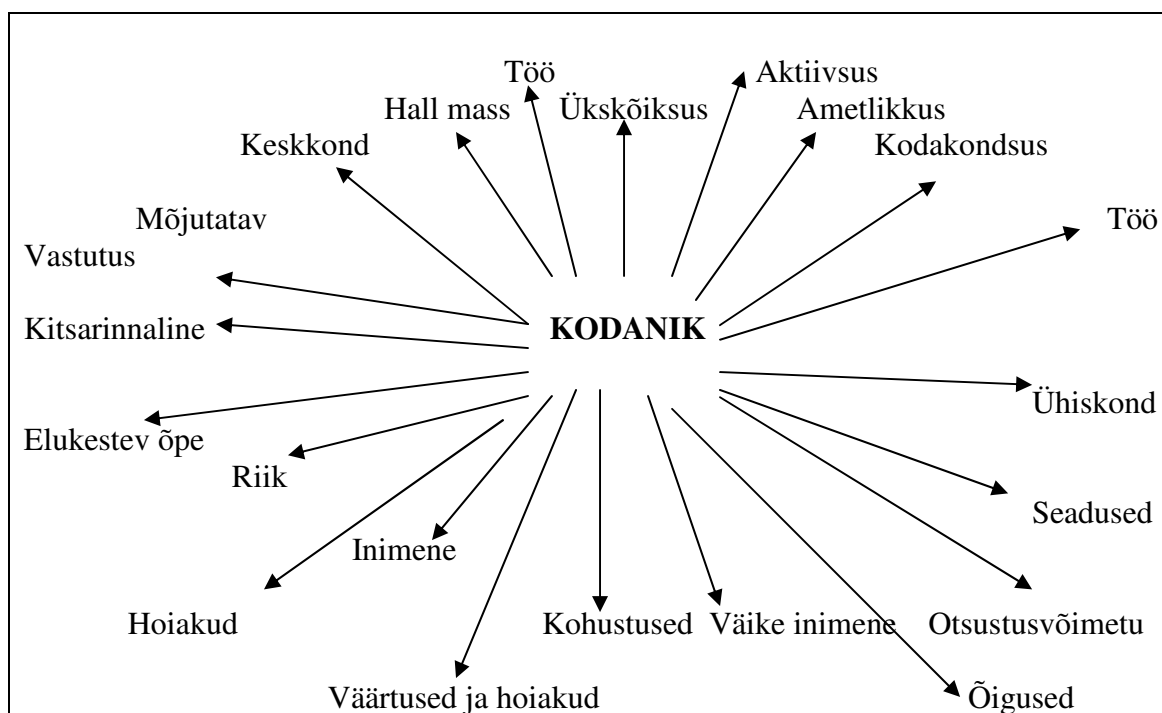 Töö
Aktiivsus
Hall mass
Ükskõiksus
Ametlikkus
Keskkond
Kodakondsus
Mõjutatav
Töö
Vastutus
Kitsarinnaline
KODANIK
Ühiskond
Elukestev õpe
Riik
Seadused
Inimene
Hoiakud
Kohustused
Väike inimene
Otsustusvõimetu
Väärtused ja hoiakud
Õigused